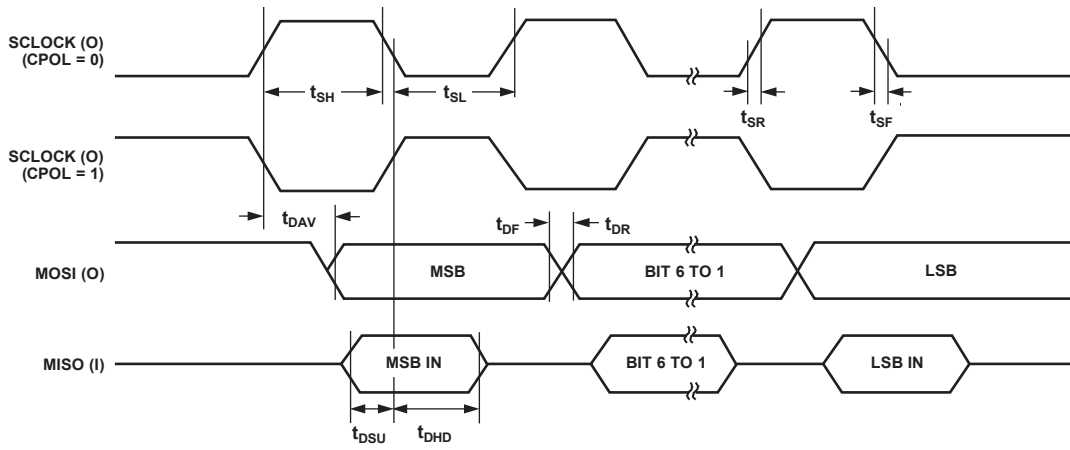 SCLOCK (O)
(CPOL = 0)
tSH
tSL
tSR
tSF
SCLOCK (O)
(CPOL = 1)
tDAV
tDF
tDR
MOSI (O)
MSB
BIT 6 TO 1
LSB
MISO (I)
MSB IN
BIT 6 TO 1
LSB IN
tDSU
tDHD